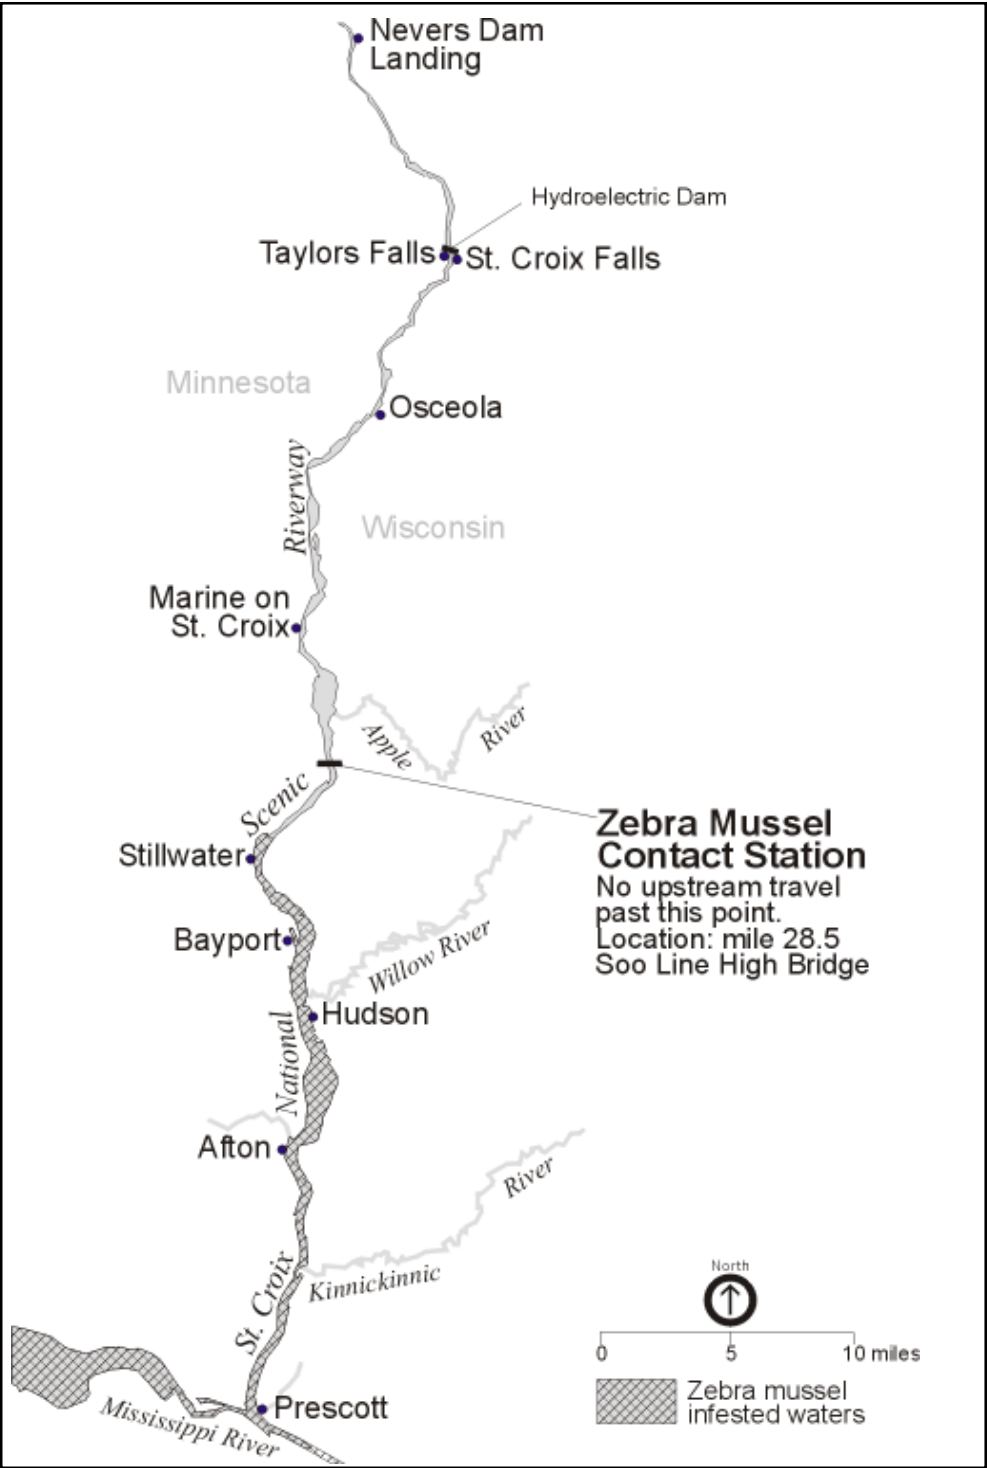 Nevers Dam
Landing
Hydroelectric Dam
Taylors Falls
St. Croix Falls
Minnesota
Osceola
Riverway
Wisconsin
Marine on
St. Croix
Apple
River
Scenic
Zebra Mussel
Contact Station
No upstream travel
past this point.
Location: mile 28.5
Soo Line High Bridge
Stillwater
Bayport
Willow River
Hudson
National
Afton
River
Kinnickinnic
St. Croix
North
0 5 10 miles
Zebra mussel
infested waters
Prescott
Mississippi River